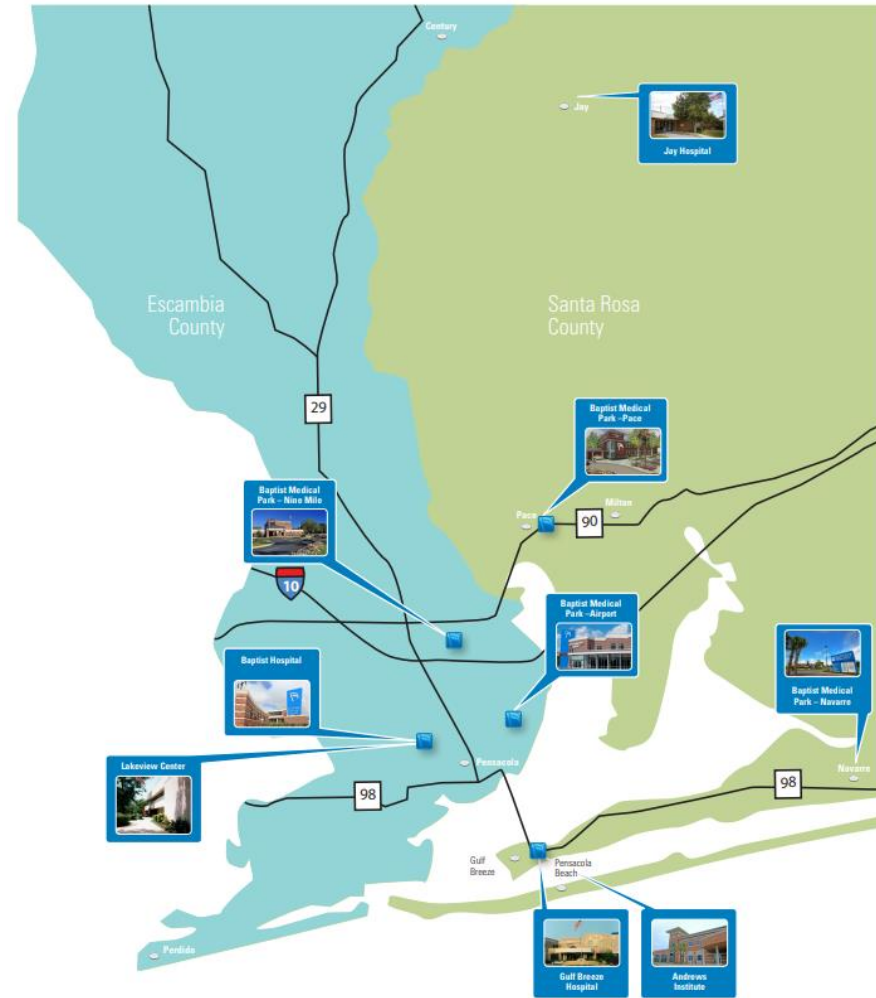 Century
Jay
Jay Hospital
Escambia
County
Santa Rosa
County
29
Baptist Medical
Park –Pace
Baptist Medical
Park – Nine Mile
Pace
90
Milton
10
Baptist Medical
Park –Airport
Baptist Hospital
Baptist Medical
Park – Navarro
Lakeview Center
Pensacola
Navarro
98
98
Gulf
Breeze
Pensacola
Beach
Perdido
Gulf Breeze
Hospital
Andrews
Institute